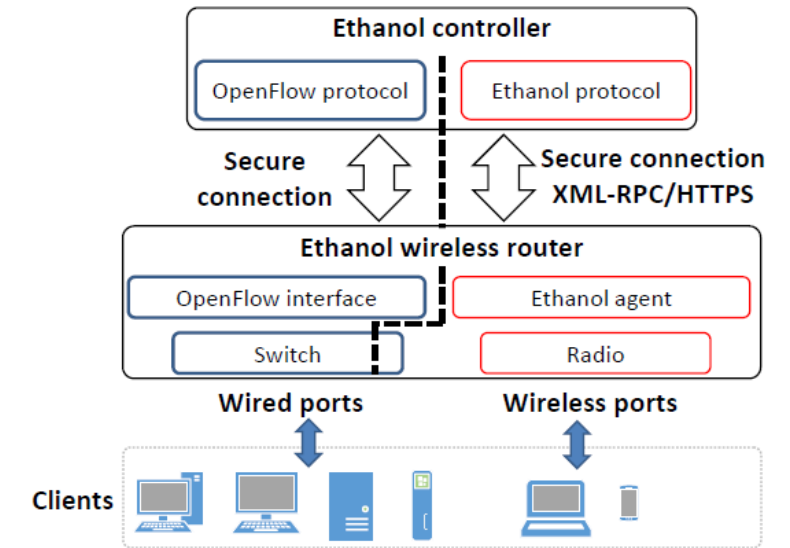 Ethanol controller
OpenFlow protocol
Ethanol protocol
Secure
connection
Secure connection
XML-RPC/HTTPS
Ethanol wireless router
OpenFlow interface
Ethanol agent
Switch
Radio
Wired ports
Wireless ports
Clients